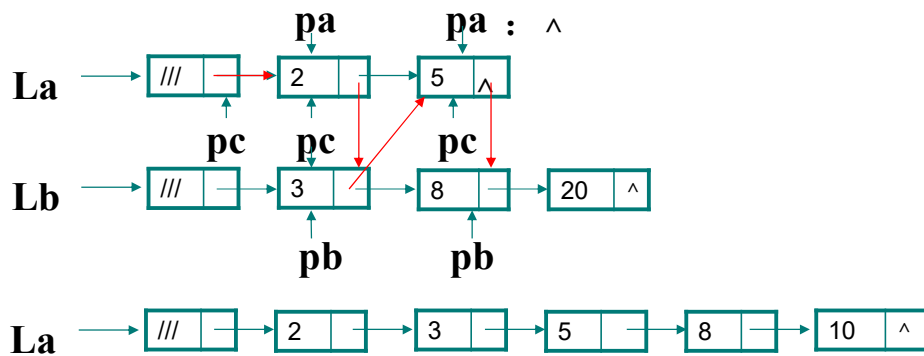 pa pa : ^
La /// 2 5 ^
pc pc pc
Lb /// 3 8 20 ^
pb pb
La /// 2 3 5 8 10 ^